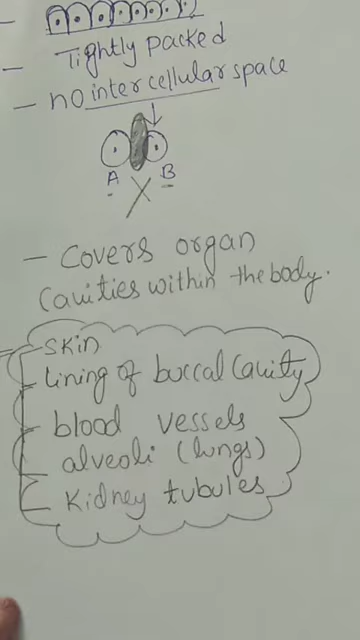 - Tightly packed
- no intercellular space
A B
- Covers organ
Cavities within the body.
- Skin
- Lining of buccal Cavity
- blood vessels
- alveoli (lungs)
- Kidney tubules